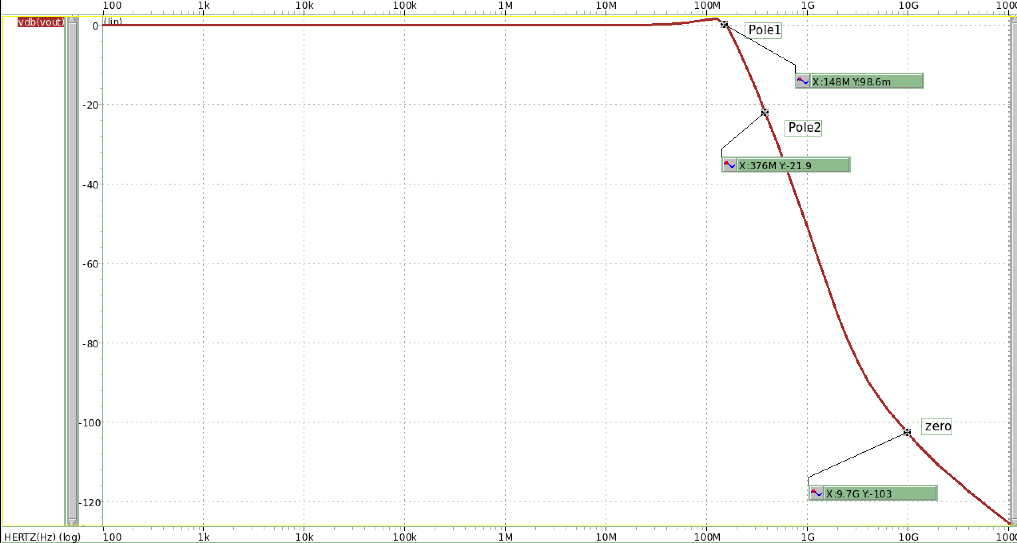 100 1k 10k 100k 1M 10M 100M 1G 10G 100G
vdb(vout)
(lin)
0
Pole1
X:148M Y:98.6m
-20
Pole2
X:376M Y:-21.9
-40
-60
-80
-100
zero
X:9.7G Y:-103
-120
HERTZ(Hz) (log) 100 1k 10k 100k 1M 10M 100M 1G 10G